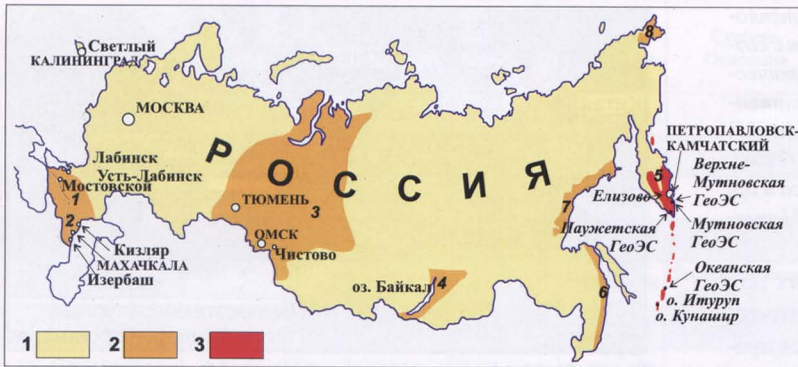 Светлый
КАЛИНИНГРАД
МОСКВА
Р О С С И Я
Лабинск
Усть-Лабинск
Мостовской
1
2
Кизляр
МАХАЧКАЛА
Изербаш
ТЮМЕНЬ
3
ОМСК
Чистово
оз. Байкал
4
5
6
7
8
ПЕТРОПАВЛОВСК-
КАМЧАТСКИЙ
Верхне-
Мутновская
ГеоЭС
Елизово
Паужетская
ГеоЭС
Мутновская
ГеоЭС
Океанская
ГеоЭС
о. Итуруп
о. Кунашир
1
2
3